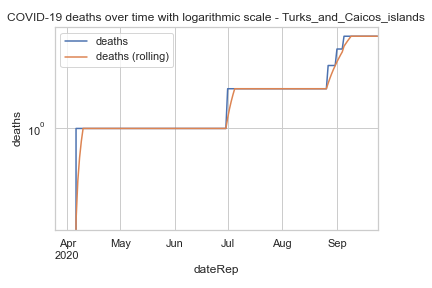 COVID-19 deaths over time with logarithmic scale - Turks_and_Caicos_islands
deaths
deaths (rolling)
deaths
10⁰
Apr
2020
May
Jun
Jul
Aug
Sep
dateRep